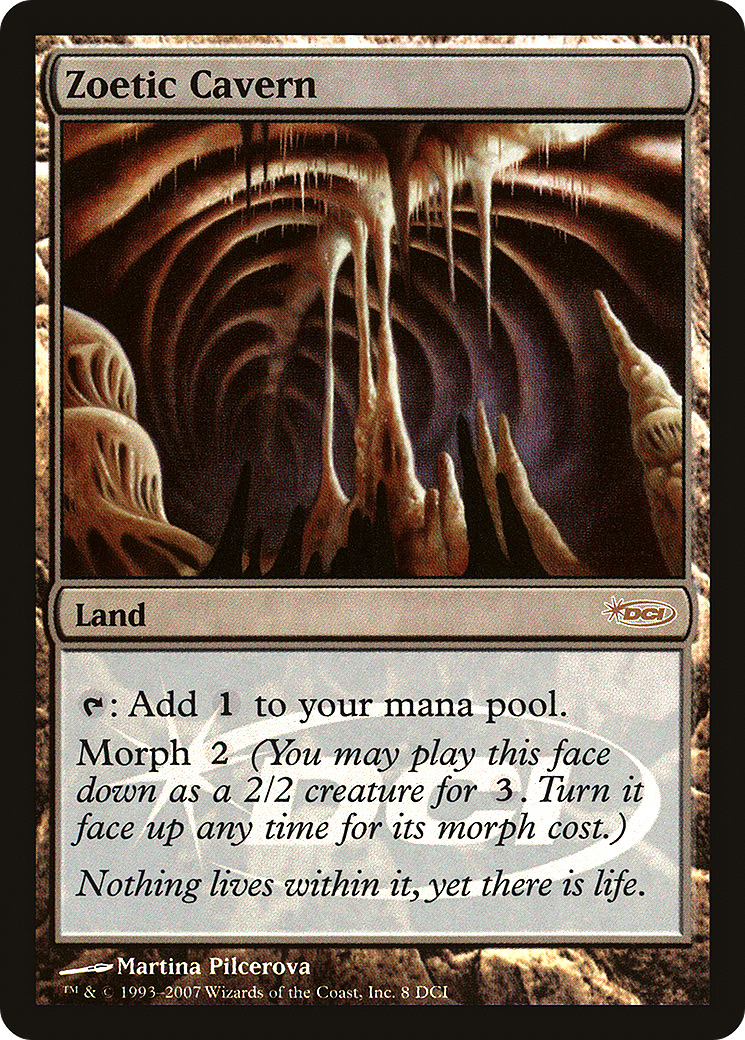 Zoetic Cavern
Land
DCI
: Add 1 to your mana pool.
Morph 2 (You may play this face
down as a 2/2 creature for 3. Turn it
face up any time for its morph cost.)
Nothing lives within it, yet there is life.
DCI
Martina Pilcerova
™ & © 1993–2007 Wizards of the Coast, Inc. 8 DCI